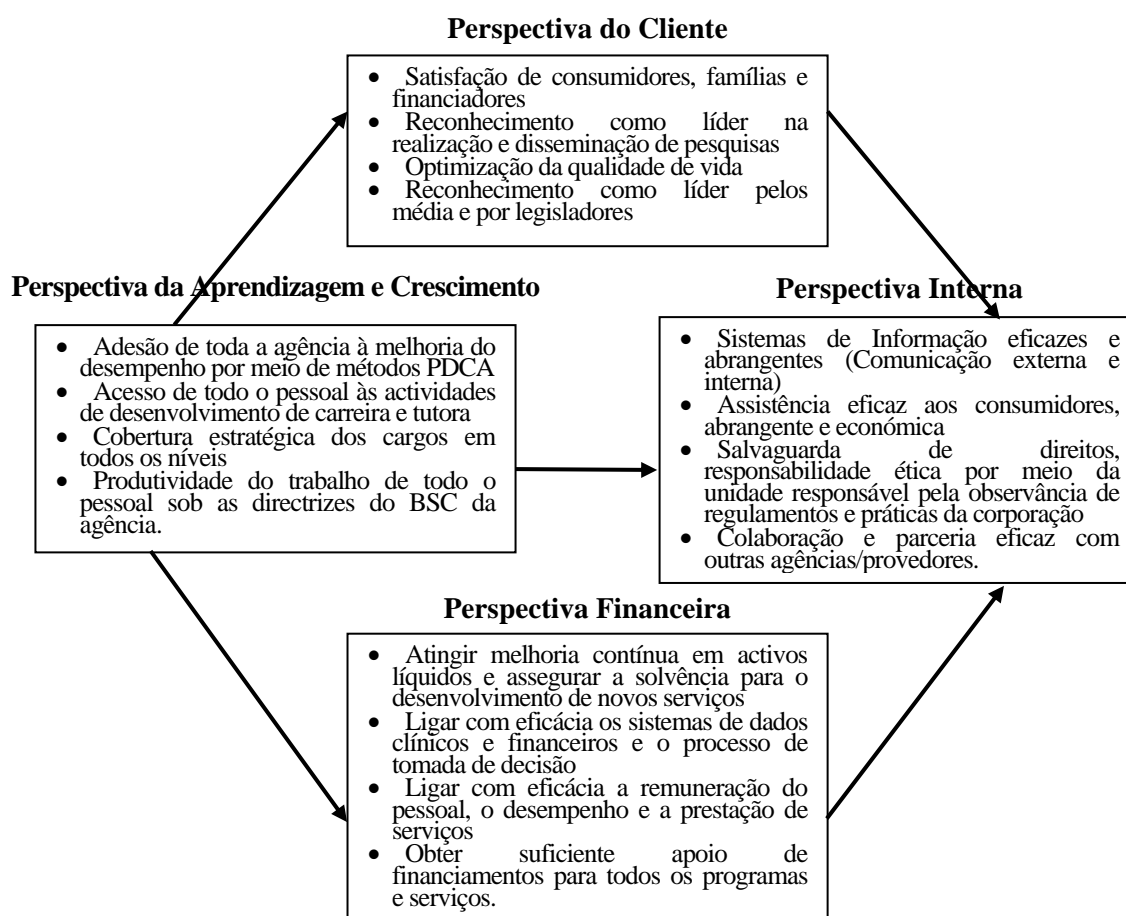 Perspectiva do Cliente
• Satisfação de consumidores, famílias e
financiadores
• Reconhecimento como líder na
realização e disseminação de pesquisas
• Optimização da qualidade de vida
• Reconhecimento como líder pelos
média e por legisladores
Perspectiva da Aprendizagem e Crescimento
• Adesão de toda a agência à melhoria do
desempenho por meio de métodos PDCA
• Acesso de todo o pessoal às actividades
de desenvolvimento de carreira e tutora
• Cobertura estratégica dos cargos em
todos os níveis
• Produtividade do trabalho de todo o
pessoal sob as directrizes do BSC da
agência.
Perspectiva Interna
• Sistemas de Informação eficazes e
abrangentes (Comunicação externa e
interna)
• Assistência eficaz aos consumidores,
abrangente e económica
• Salvaguarda de direitos,
responsabilidade ética por meio da
unidade responsável pela observância de
regulamentos e práticas da corporação
• Colaboração e parceria eficaz com
outras agências/provedores.
Perspectiva Financeira
• Atingir melhoria contínua em activos
líquidos e assegurar a solvência para o
desenvolvimento de novos serviços
• Ligar com eficácia os sistemas de dados
clínicos e financeiros e o processo de
tomada de decisão
• Ligar com eficácia a remuneração do
pessoal, o desempenho e a prestação de
serviços
• Obter suficiente apoio de
financiamentos para todos os programas
e serviços.